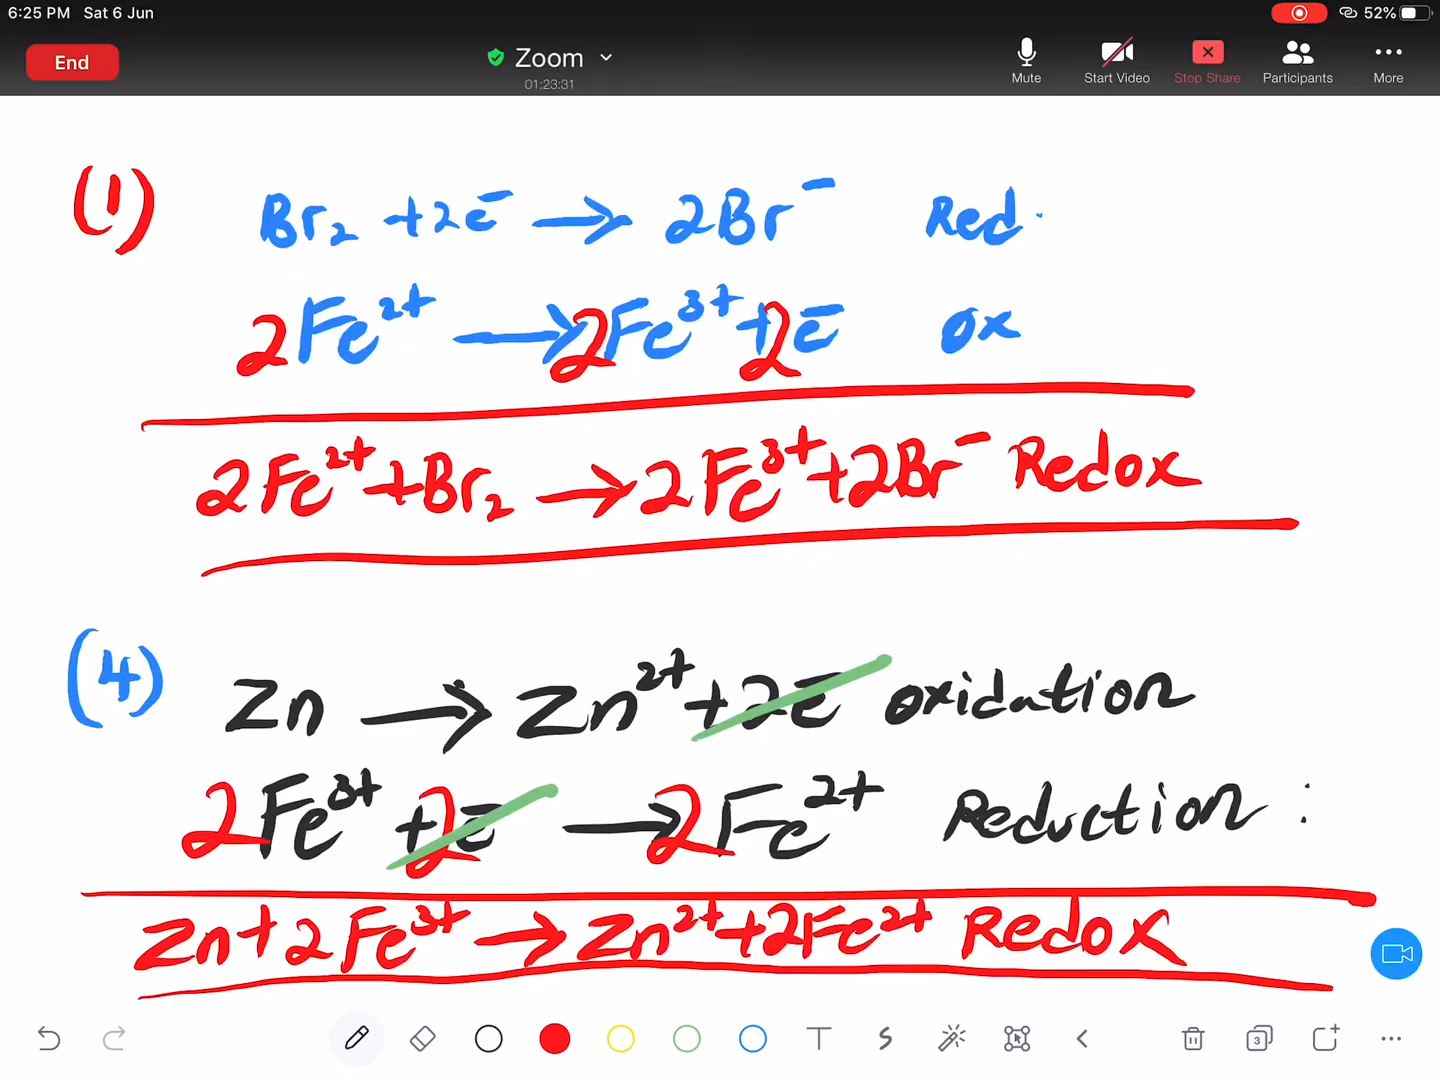 6:25 PM Sat 6 Jun 52%
End Zoom Mute Start Video Stop Share Participants More
01:23:31
(1) Br₂ + 2e⁻ → 2Br⁻ Red.
2Fe²⁺ → 2Fe³⁺ + 2e⁻ ox
2Fe²⁺ + Br₂ → 2Fe³⁺ + 2Br⁻ Redox
(4) Zn → Zn²⁺ + 2e⁻ oxidation
2Fe³⁺ + 2e⁻ → 2Fe²⁺ Reduction :
Zn + 2Fe³⁺ → Zn²⁺ + 2Fe²⁺ Redox
T 3